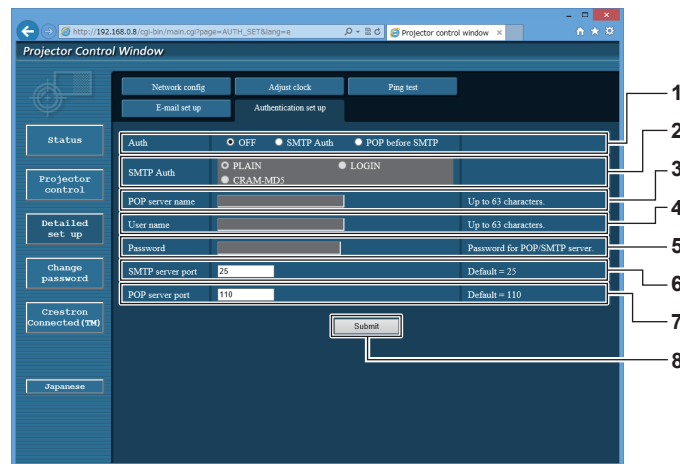 http://192.168.0.8/cgi-bin/main.cgi?page=AUTH_SET&lang=e
Projector control window
Projector Control Window
Network config
Adjust clock
Ping test
E-mail set up
Authentication set up
Status
Projector
control
Detailed
set up
Change
password
Crestron
Connected(TM)
Japanese
Auth OFF SMTP Auth POP before SMTP
SMTP Auth PLAIN LOGIN
CRAM-MD5
POP server name Up to 63 characters.
User name Up to 63 characters.
Password Password for POP/SMTP server.
SMTP server port 25 Default = 25
POP server port 110 Default = 110
Submit
1
2
3
4
5
6
7
8